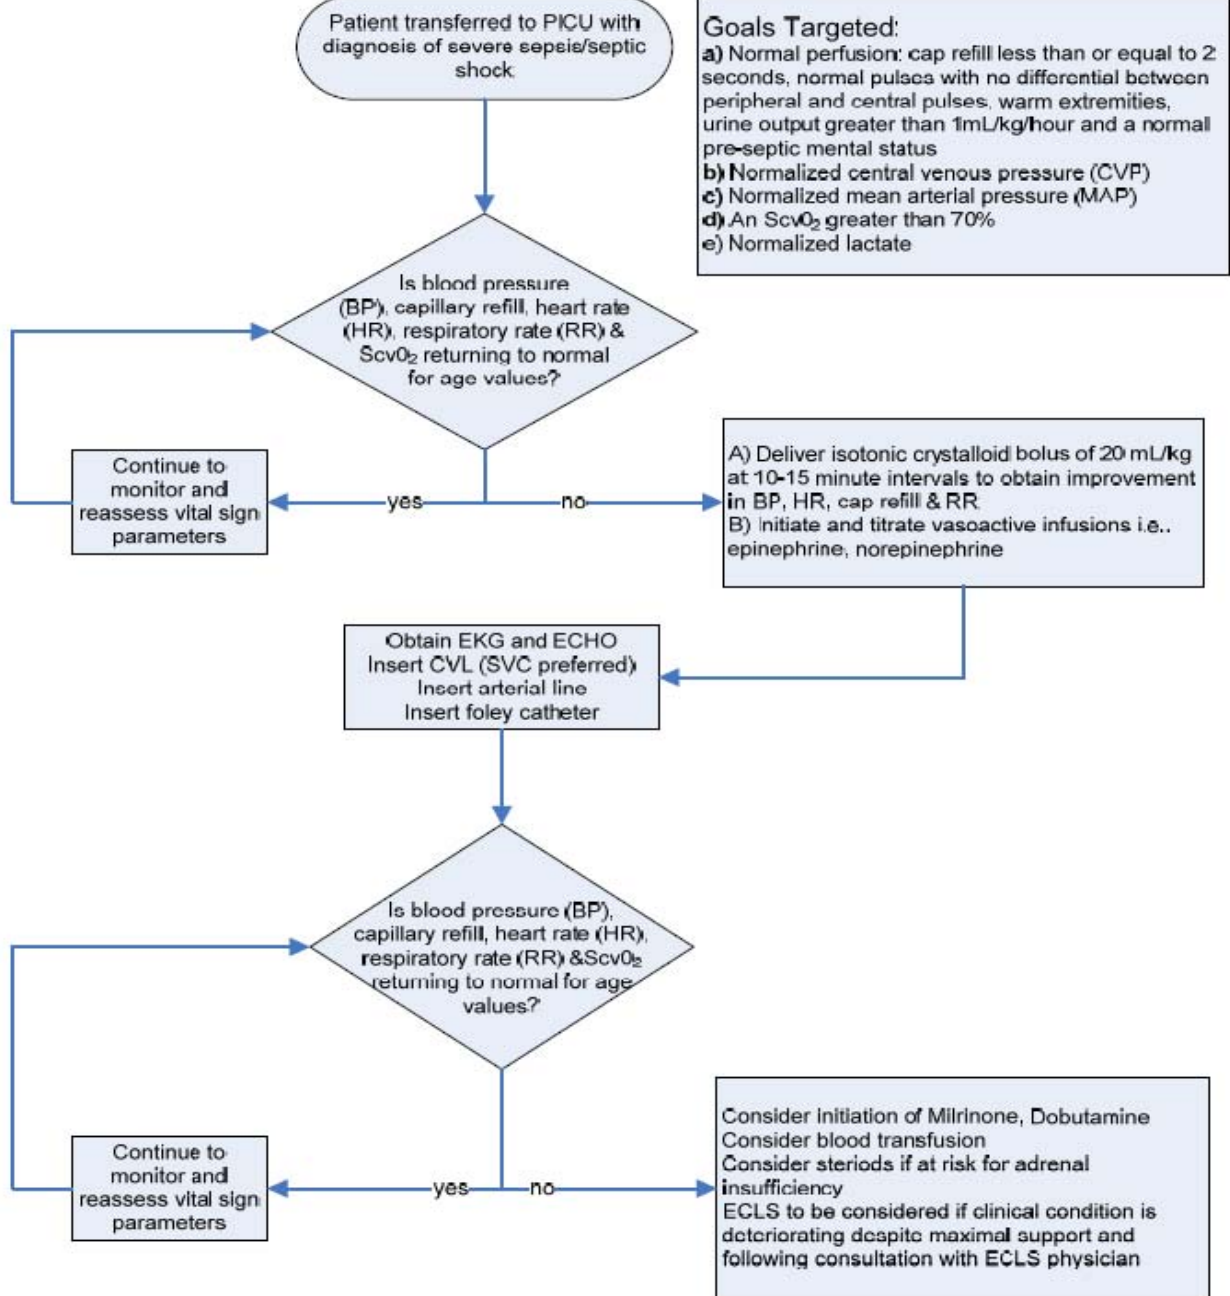 Patient transferred to PICU with
diagnosis of severe sepsis/septic
shock
Goals Targeted:
a) Normal perfusion: cap refill less than or equal to 2
seconds, normal pulses with no differential between
peripheral and central pulses, warm extremities,
urine output greater than 1mL/kg/hour and a normal
pre-septic mental status
b) Normalized central venous pressure (CVP)
c) Normalized mean arterial pressure (MAP)
d) An Scv0₂ greater than 70%
e) Normalized lactate
Is blood pressure
(BP), capillary refill, heart rate
(HR), respiratory rate (RR) &
Scv0₂ returning to normal
for age values?
Continue to
monitor and
reassess vital sign
parameters
yes
no
A) Deliver isotonic crystalloid bolus of 20 mL/kg
at 10-15 minute intervals to obtain improvement
in BP, HR, cap refill & RR
B) Initiate and titrate vasoactive infusions i.e..
epinephrine, norepinephrine
Obtain EKG and ECHO
Insert CVL (SVC preferred)
Insert arterial line
Insert foley catheter
Is blood pressure (BP),
capillary refill, heart rate (HR),
respiratory rate (RR) &Scv0₂
returning to normal for age
values?
Continue to
monitor and
reassess vital sign
parameters
yes
no
Consider initiation of Milrinone, Dobutamine
Consider blood transfusion
Consider steriods if at risk for adrenal
insufficiency
ECLS to be considered if clinical condition is
deteriorating despite maximal support and
following consultation with ECLS physician